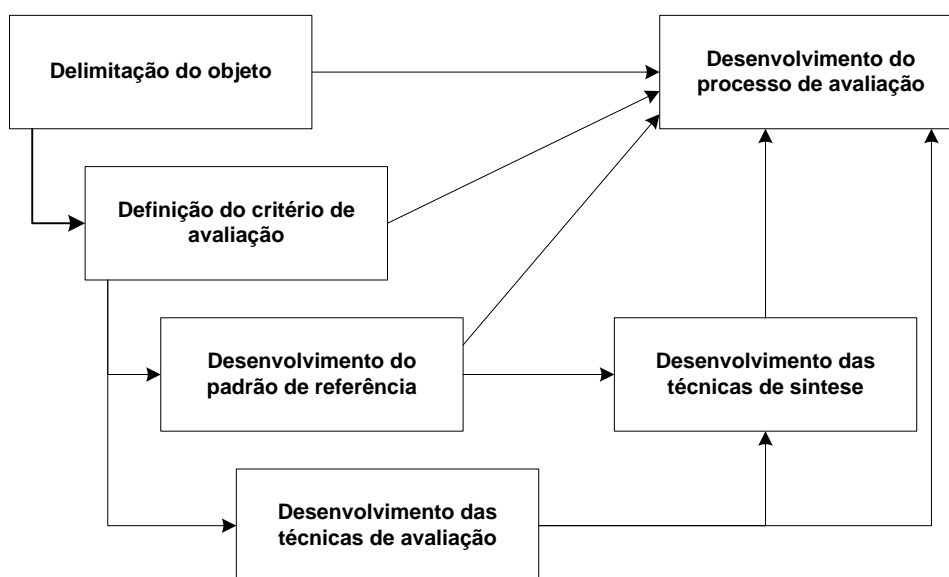 Delimitação do objeto
Desenvolvimento do
processo de avaliação
Definição do critério de
avaliação
Desenvolvimento do
padrão de referência
Desenvolvimento das
técnicas de sintese
Desenvolvimento das
técnicas de avaliação